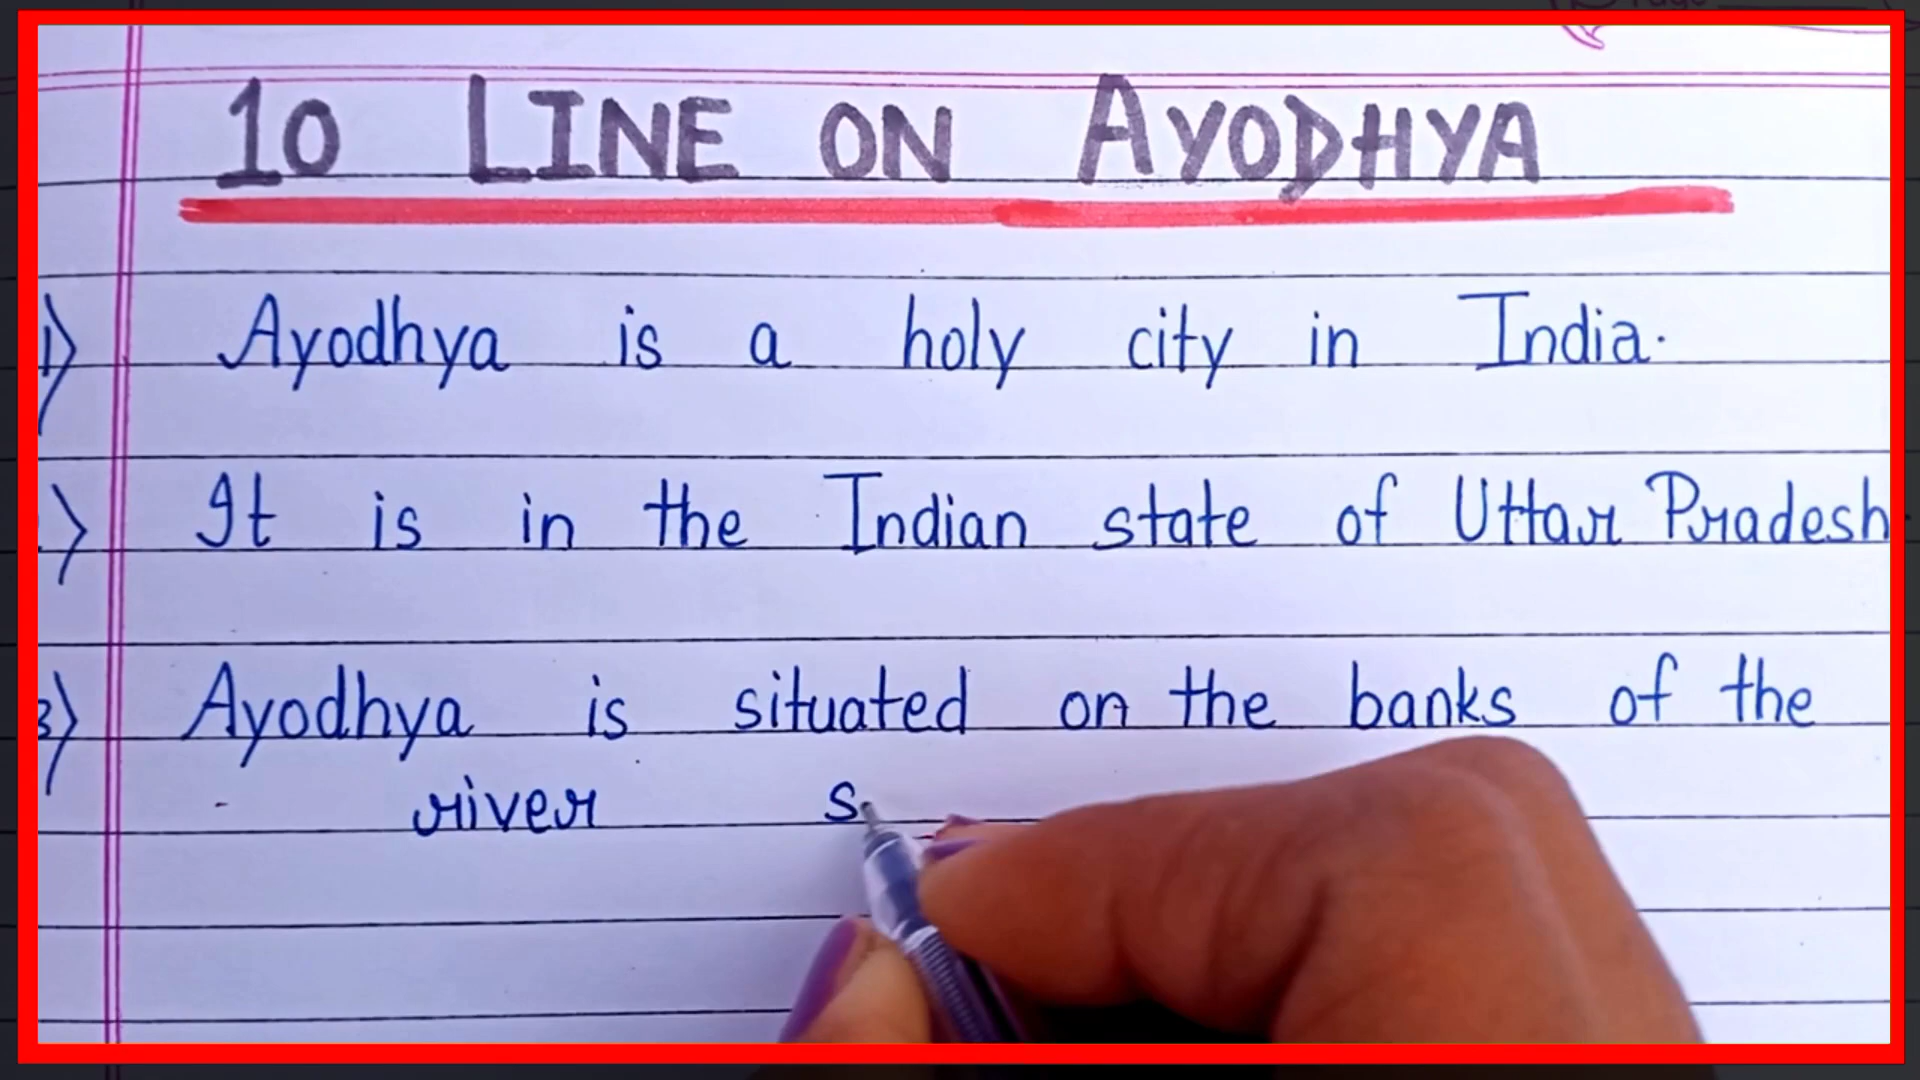 10 LINE ON AYODHYA
1) Ayodhya is a holy city in India.
) It is in the Indian state of Uttar Pradesh
3) Ayodhya is situated on the banks of the
river s